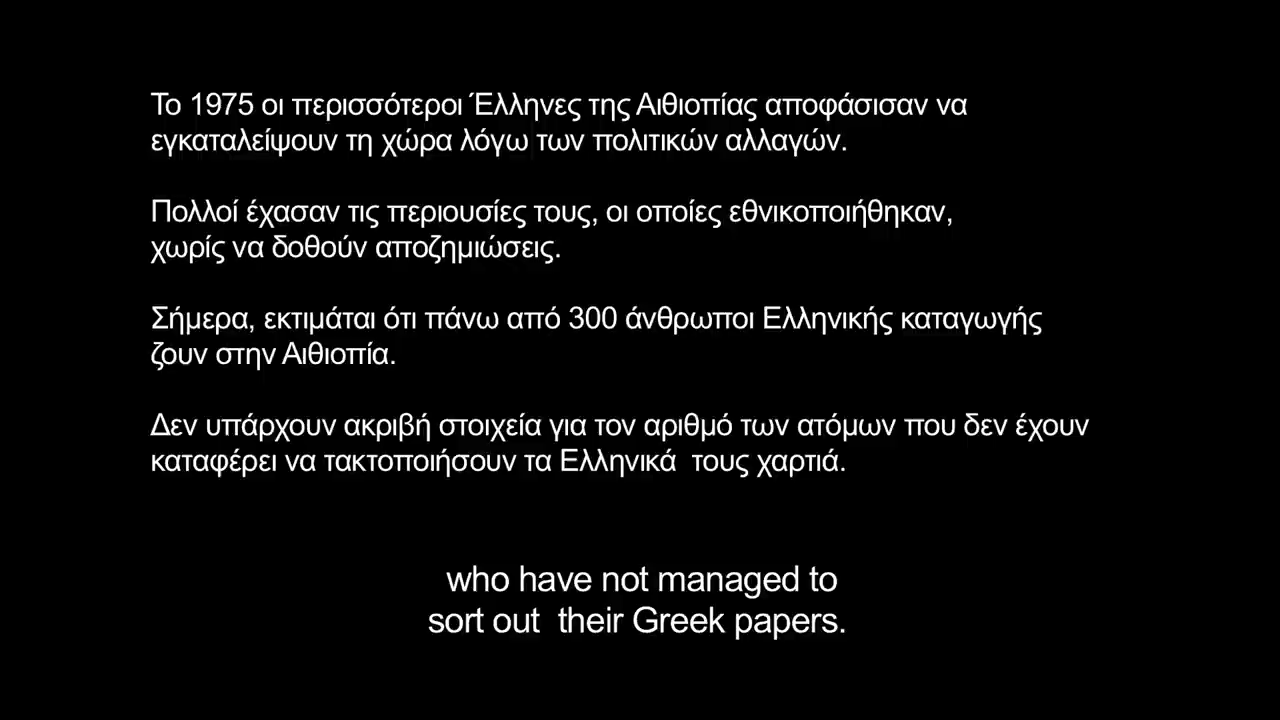 Το 1975 οι περισσότεροι Έλληνες της Αιθιοπίας αποφάσισαν να
εγκαταλείψουν τη χώρα λόγω των πολιτικών αλλαγών.
Πολλοί έχασαν τις περιουσίες τους, οι οποίες εθνικοποιήθηκαν,
χωρίς να δοθούν αποζημιώσεις.
Σήμερα, εκτιμάται ότι πάνω από 300 άνθρωποι Ελληνικής καταγωγής
ζουν στην Αιθιοπία.
Δεν υπάρχουν ακριβή στοιχεία για τον αριθμό των ατόμων που δεν έχουν
καταφέρει να τακτοποιήσουν τα Ελληνικά  τους χαρτιά.
who have not managed to
sort out  their Greek papers.